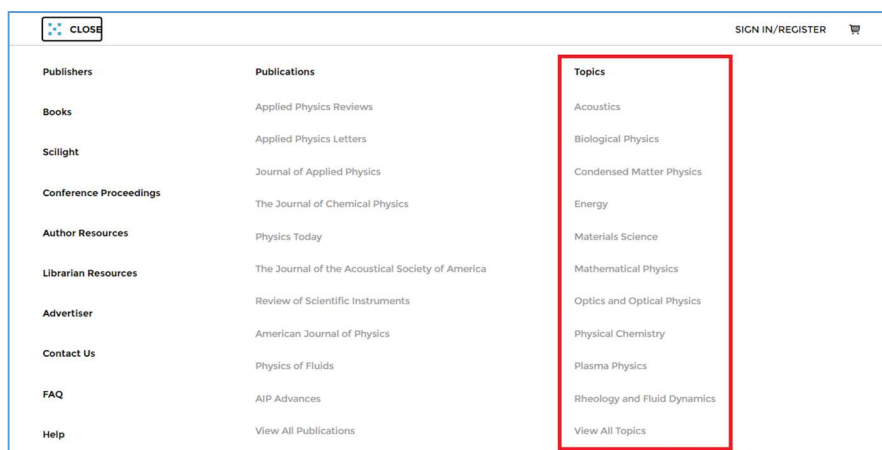 CLOSE
SIGN IN/REGISTER
Publishers
Books
Scilight
Conference Proceedings
Author Resources
Librarian Resources
Advertiser
Contact Us
FAQ
Help
Publications
Applied Physics Reviews
Applied Physics Letters
Journal of Applied Physics
The Journal of Chemical Physics
Physics Today
The Journal of the Acoustical Society of America
Review of Scientific Instruments
American Journal of Physics
Physics of Fluids
AIP Advances
View All Publications
Topics
Acoustics
Biological Physics
Condensed Matter Physics
Energy
Materials Science
Mathematical Physics
Optics and Optical Physics
Physical Chemistry
Plasma Physics
Rheology and Fluid Dynamics
View All Topics